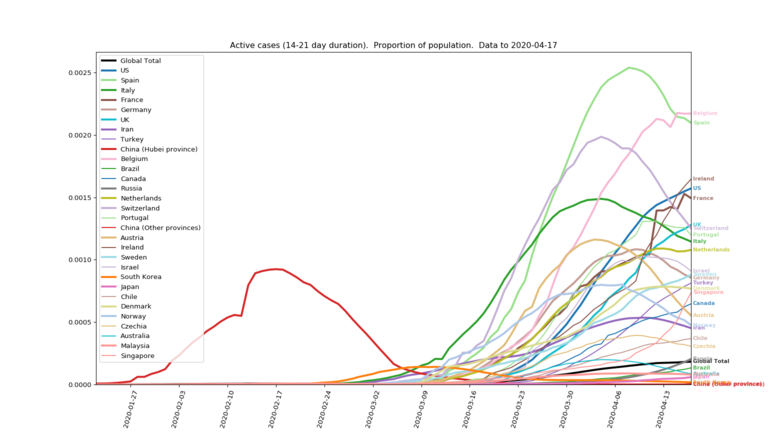 Active cases (14-21 day duration).  Proportion of population.  Data to 2020-04-17
0.0025
0.0020
0.0015
0.0010
0.0005
0.0000
Global Total
US
Spain
Italy
France
Germany
UK
Iran
Turkey
China (Hubei province)
Belgium
Brazil
Canada
Russia
Netherlands
Switzerland
Portugal
China (Other provinces)
Austria
Ireland
Sweden
Israel
South Korea
Japan
Chile
Denmark
Norway
Czechia
Australia
Malaysia
Singapore
Belgium
Spain
Ireland
US
France
UK
Switzerland
Portugal
Italy
Netherlands
Israel
Sweden
Germany
Turkey
Denmark
Singapore
Canada
Austria
Norway
Iran
Chile
Czechia
Russia
Global Total
Brazil
China (Other provinces)
2020-01-27
2020-02-03
2020-02-10
2020-02-17
2020-02-24
2020-03-02
2020-03-09
2020-03-16
2020-03-23
2020-03-30
2020-04-06
2020-04-13